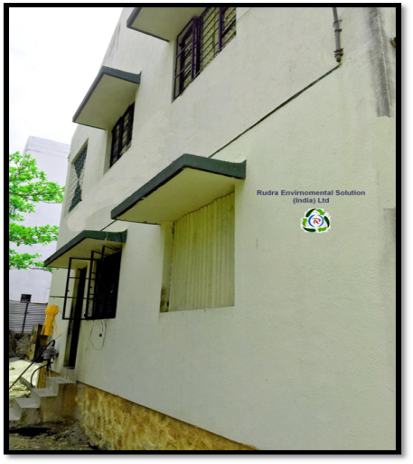 Rudra Envirnomental Solution
(India) Ltd
R